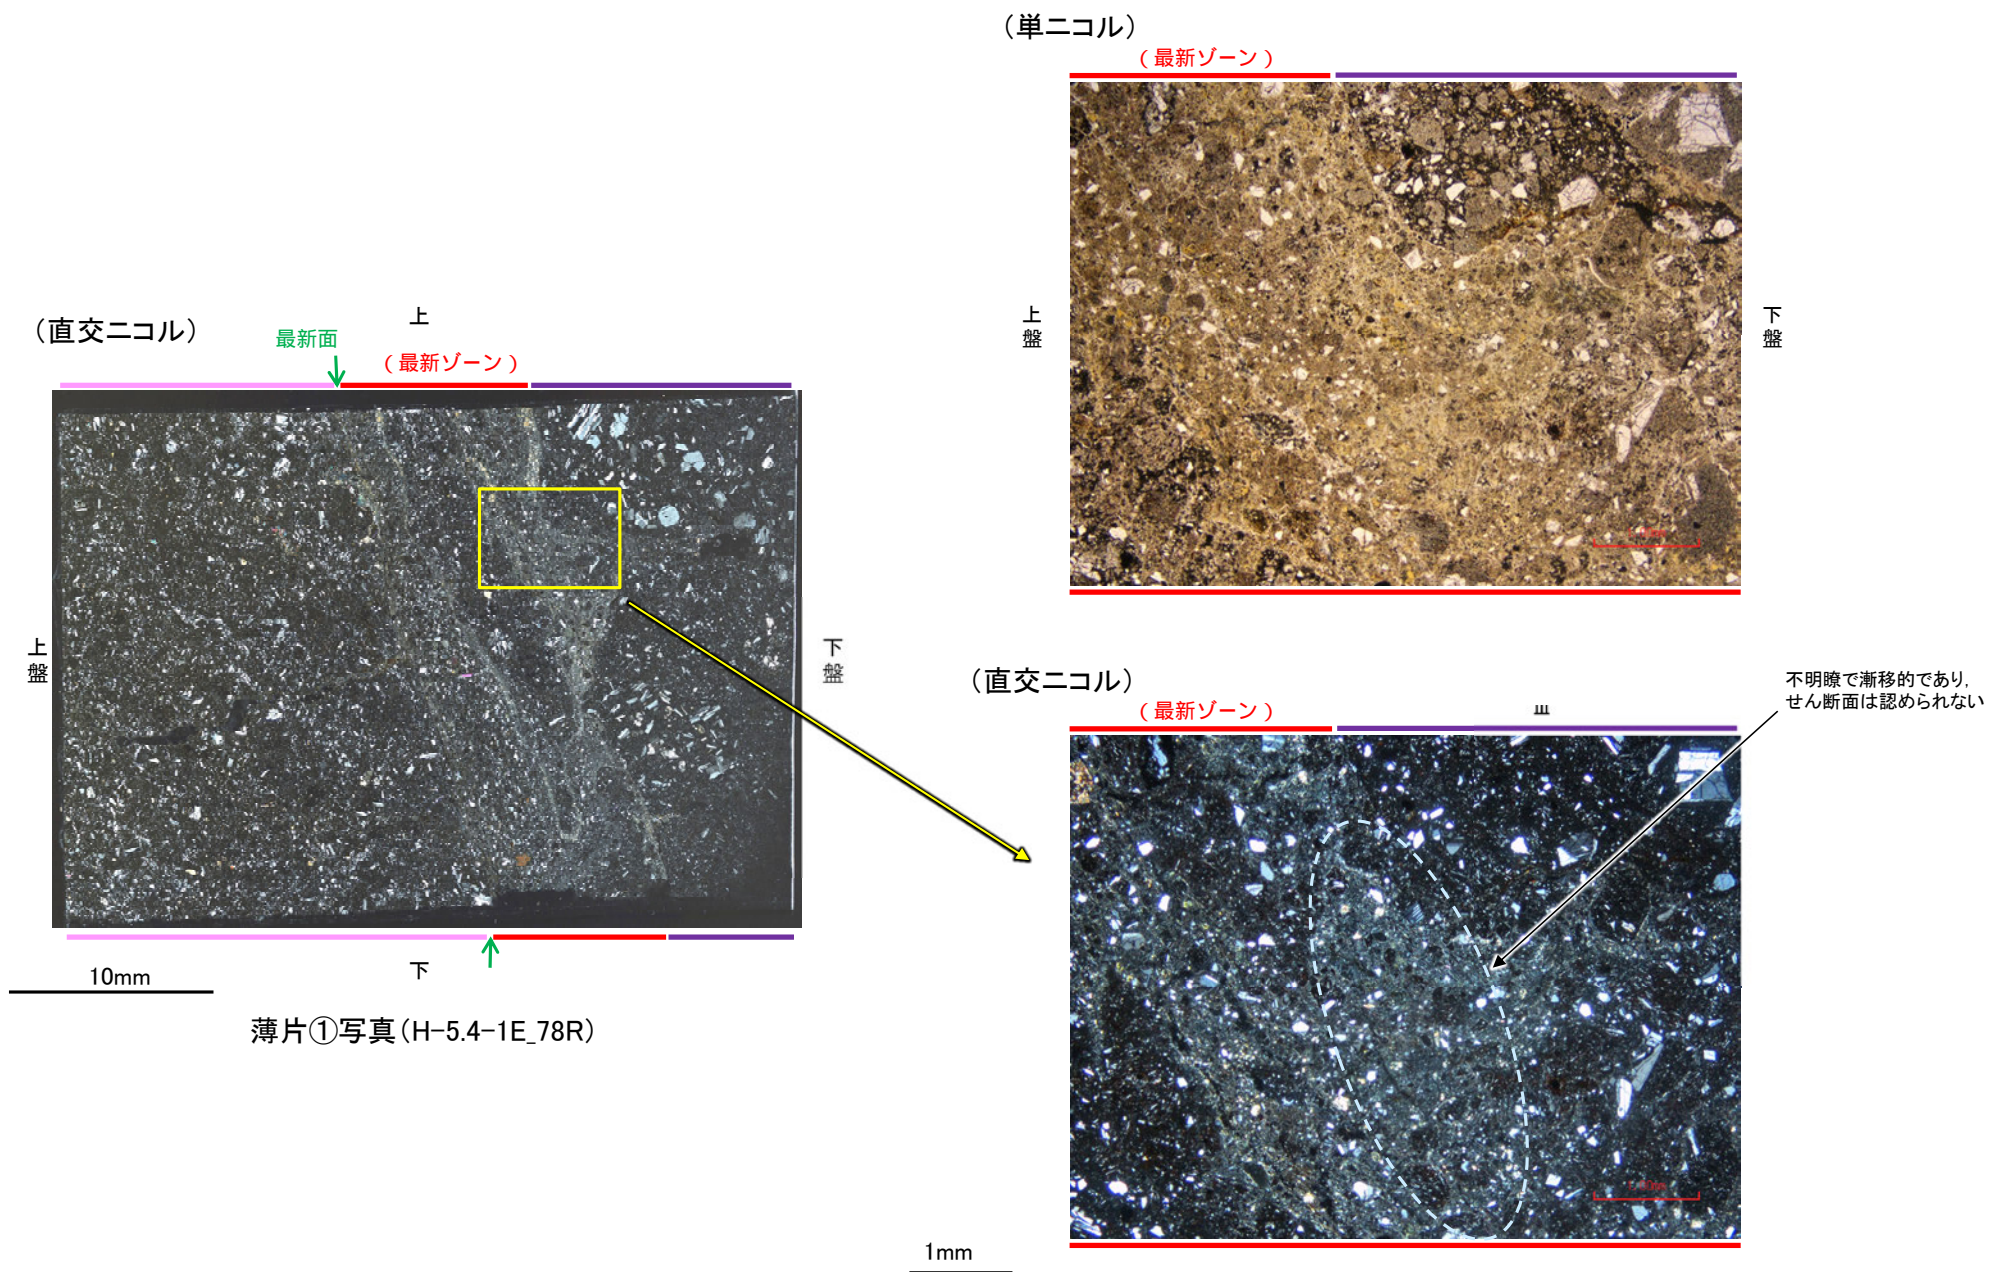 （単ニコル）
（最新ゾーン）
上盤
下盤
（直交ニコル）
最新面
上
（最新ゾーン）
上盤
下盤
下
10mm
薄片①写真（H-5.4-1E_78R）
（直交ニコル）
（最新ゾーン）
不明瞭で漸移的であり，
せん断面は認められない
1mm